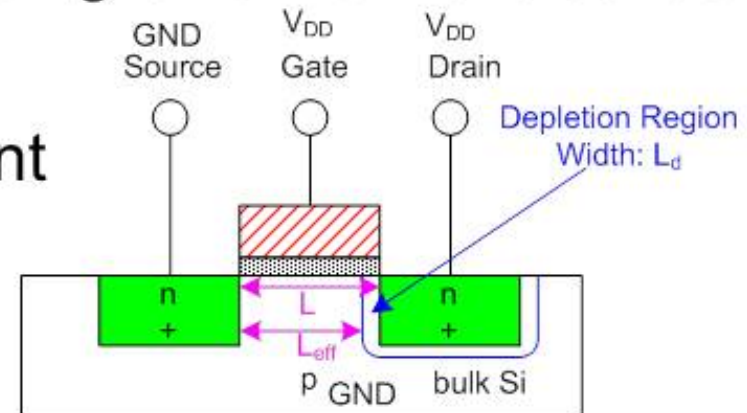 GND
Source
V_DD
Gate
V_DD
Drain
Depletion Region
Width: L_d
nt
n
+
L
n
+
L_eff
p GND
bulk Si